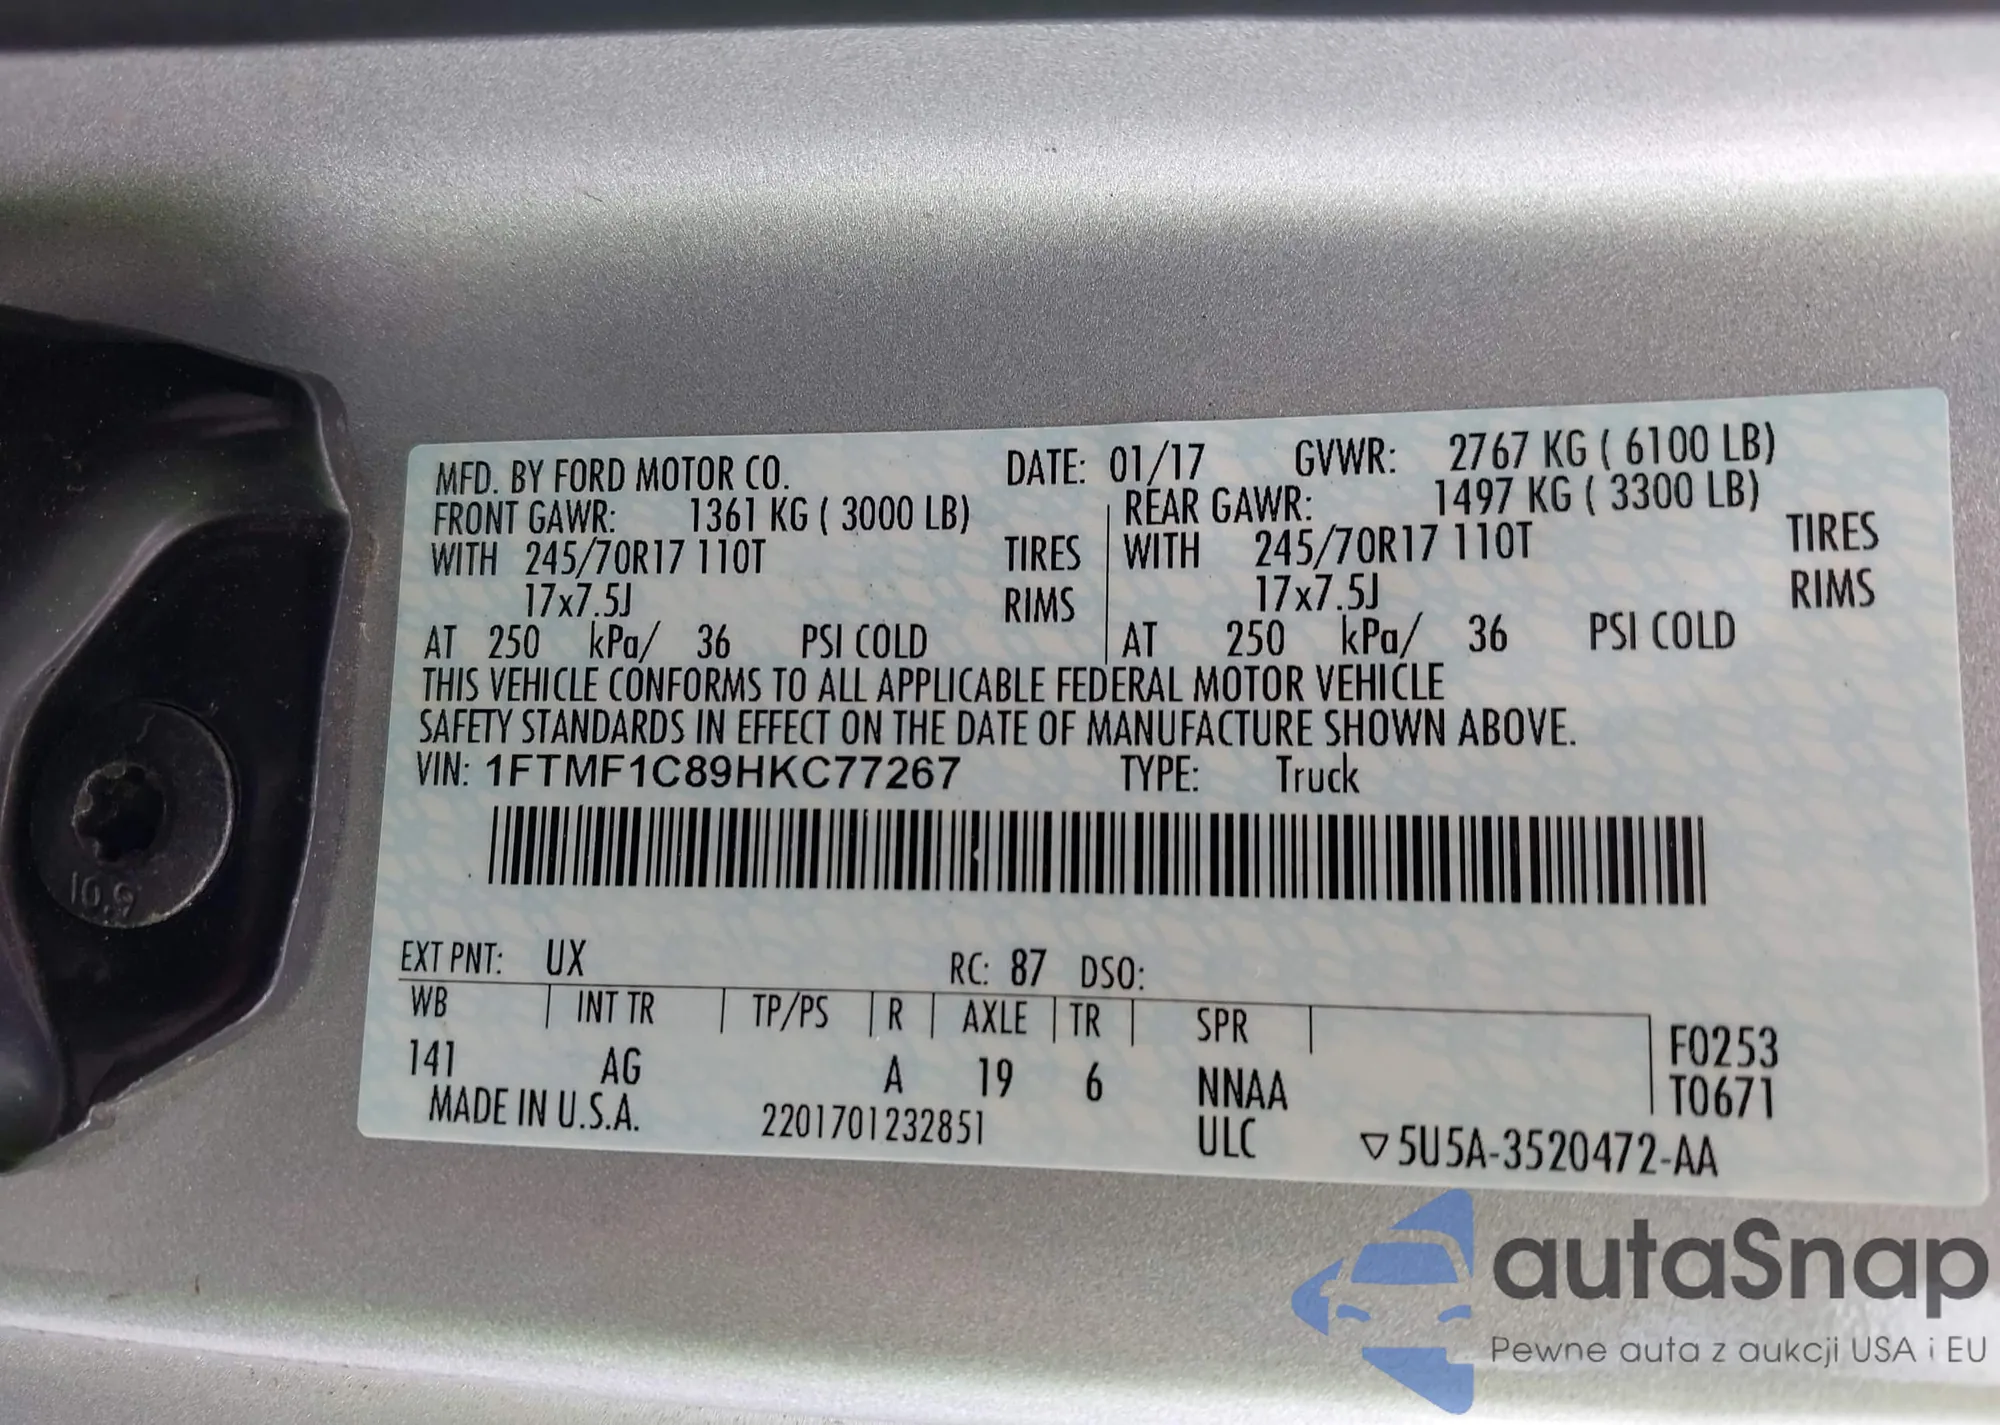 MFD. BY FORD MOTOR CO. DATE: 01/17 GVWR: 2767 KG ( 6100 LB)
FRONT GAWR: 1361 KG ( 3000 LB) REAR GAWR: 1497 KG ( 3300 LB)
WITH 245/70R17 110T TIRES WITH 245/70R17 110T TIRES
17x7.5J RIMS 17x7.5J RIMS
AT 250 kPa/ 36 PSI COLD AT 250 kPa/ 36 PSI COLD
THIS VEHICLE CONFORMS TO ALL APPLICABLE FEDERAL MOTOR VEHICLE
SAFETY STANDARDS IN EFFECT ON THE DATE OF MANUFACTURE SHOWN ABOVE.
VIN: 1FTMF1C89HKC77267 TYPE: Truck
EXT PNT: UX RC: 87 DSO:
WB INT TR TP/PS R AXLE TR SPR F0253
141 AG A 19 6 NNAA T0671
MADE IN U.S.A. 2201701232851 ULC ▽5U5A-3520472-AA
10.9
autaSnap
Pewne auta z aukcji USA i EU